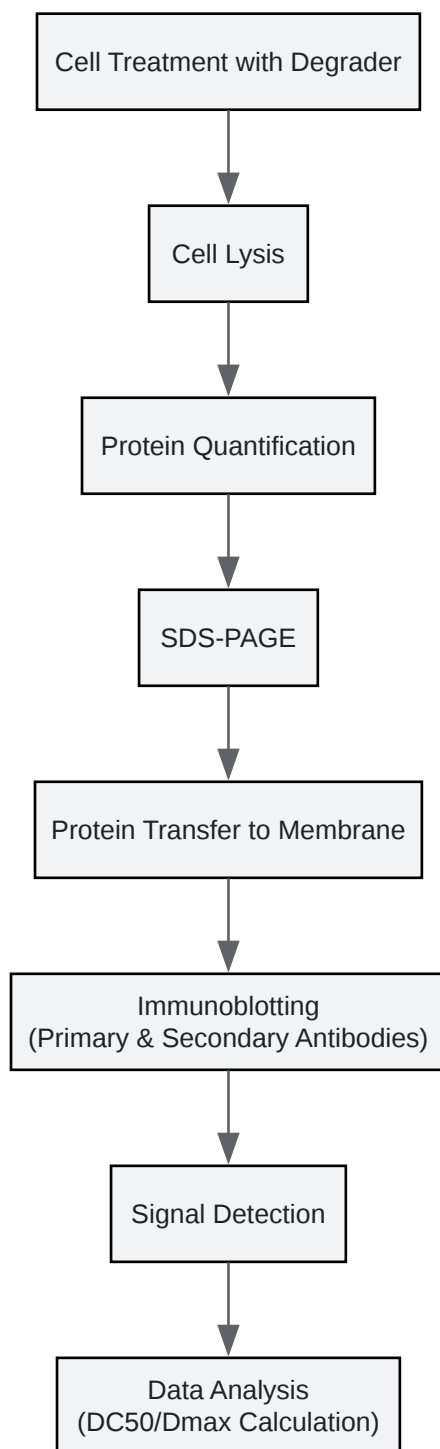 Cell Treatment with Degrader
Cell Lysis
Protein Quantification
SDS-PAGE
Protein Transfer to Membrane
Immunoblotting
(Primary & Secondary Antibodies)
Signal Detection
Data Analysis
(DC50/Dmax Calculation)